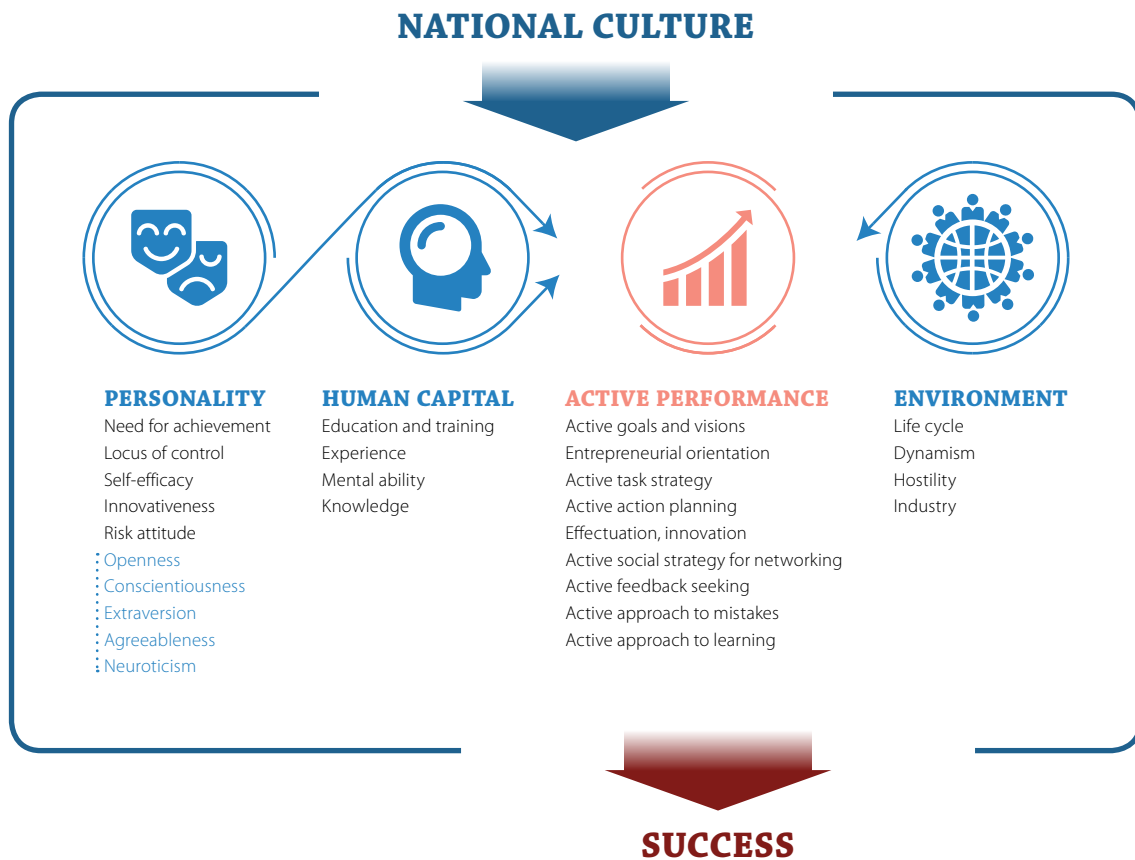 NATIONAL CULTURE
PERSONALITY
Need for achievement
Locus of control
Self-efficacy
Innovativeness
Risk attitude
Openness
Conscientiousness
Extraversion
Agreeableness
Neuroticism
HUMAN CAPITAL
Education and training
Experience
Mental ability
Knowledge
ACTIVE PERFORMANCE
Active goals and visions
Entrepreneurial orientation
Active task strategy
Active action planning
Effectuation, innovation
Active social strategy for networking
Active feedback seeking
Active approach to mistakes
Active approach to learning
ENVIRONMENT
Life cycle
Dynamism
Hostility
Industry
SUCCESS